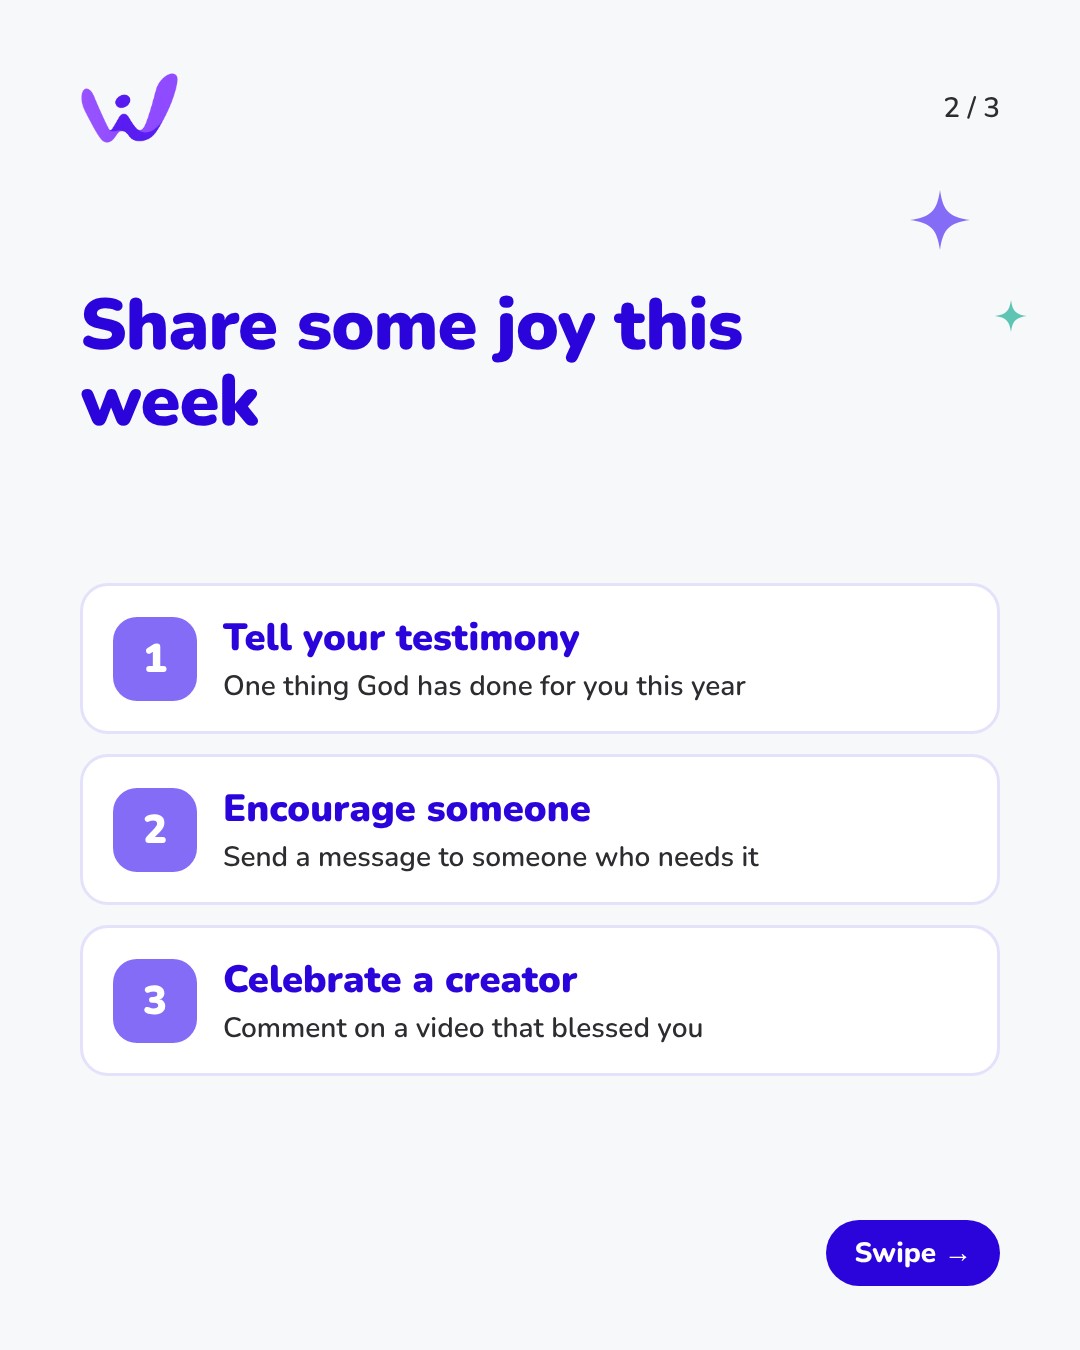 2 / 3
Share some joy this
week
1
Tell your testimony
One thing God has done for you this year
2
Encourage someone
Send a message to someone who needs it
3
Celebrate a creator
Comment on a video that blessed you
Swipe →